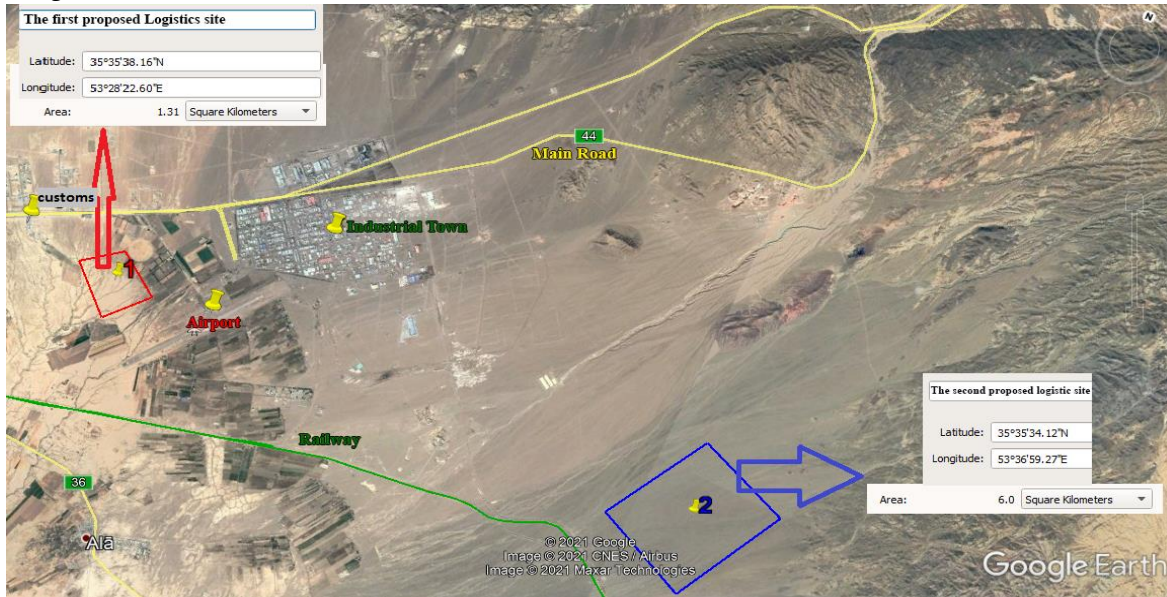 The first proposed Logistics site
Latitude: 35°35'38.16"N
Longitude: 53°28'22.60"E
Area: 1.31 Square Kilometers
N
44
Main Road
customs
Industrial Town
1
Airport
The second proposed logistic site
Latitude: 35°35'34.12"N
Longitude: 53°36'59.27"E
Area: 6.0 Square Kilometers
Railway
36
2
Alā
© 2021 Google
Image © 2021 CNES / Airbus
Image © 2021 Maxar Technologies
Google Earth